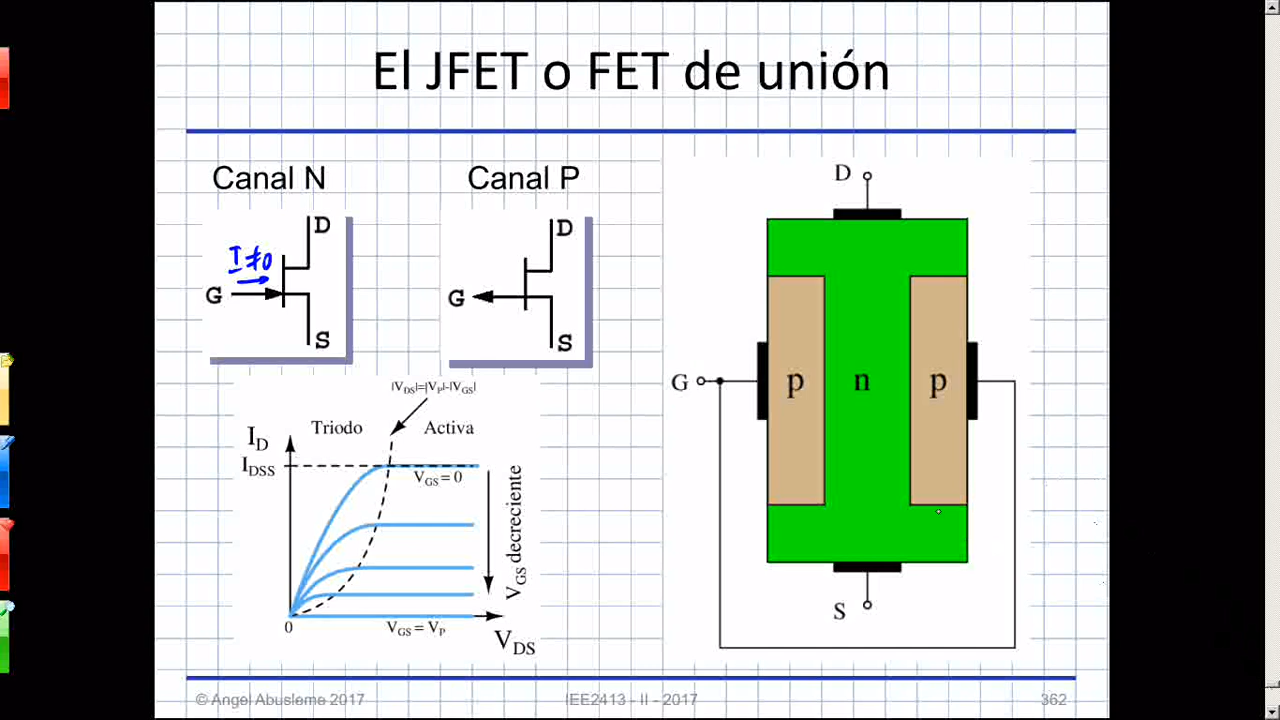 El JFET o FET de unión
Canal N
Canal P
D
I≠0
G
S
D
G
S
|V_DS|=|V_P|-|V_GS|
Triodo
Activa
I_D
I_DSS
V_GS = 0
V_GS decreciente
0
V_GS = V_P
V_DS
D
G
p
n
p
S
© Angel Abusleme 2017
IEE2413 - II - 2017
362